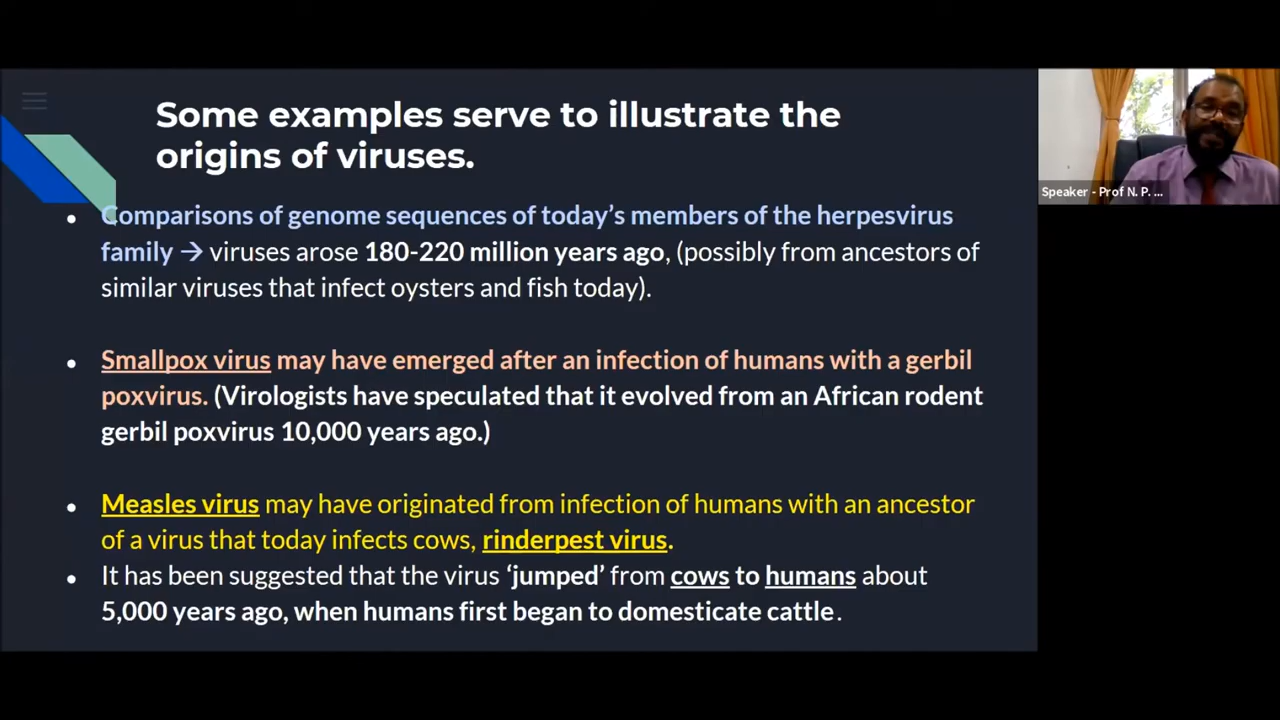 Some examples serve to illustrate the
origins of viruses.
• Comparisons of genome sequences of today’s members of the herpesvirus
family → viruses arose 180-220 million years ago, (possibly from ancestors of
similar viruses that infect oysters and fish today).
• Smallpox virus may have emerged after an infection of humans with a gerbil
poxvirus. (Virologists have speculated that it evolved from an African rodent
gerbil poxvirus 10,000 years ago.)
• Measles virus may have originated from infection of humans with an ancestor
of a virus that today infects cows, rinderpest virus.
• It has been suggested that the virus ‘jumped’ from cows to humans about
5,000 years ago, when humans first began to domesticate cattle.
Speaker - Prof N. P. ...